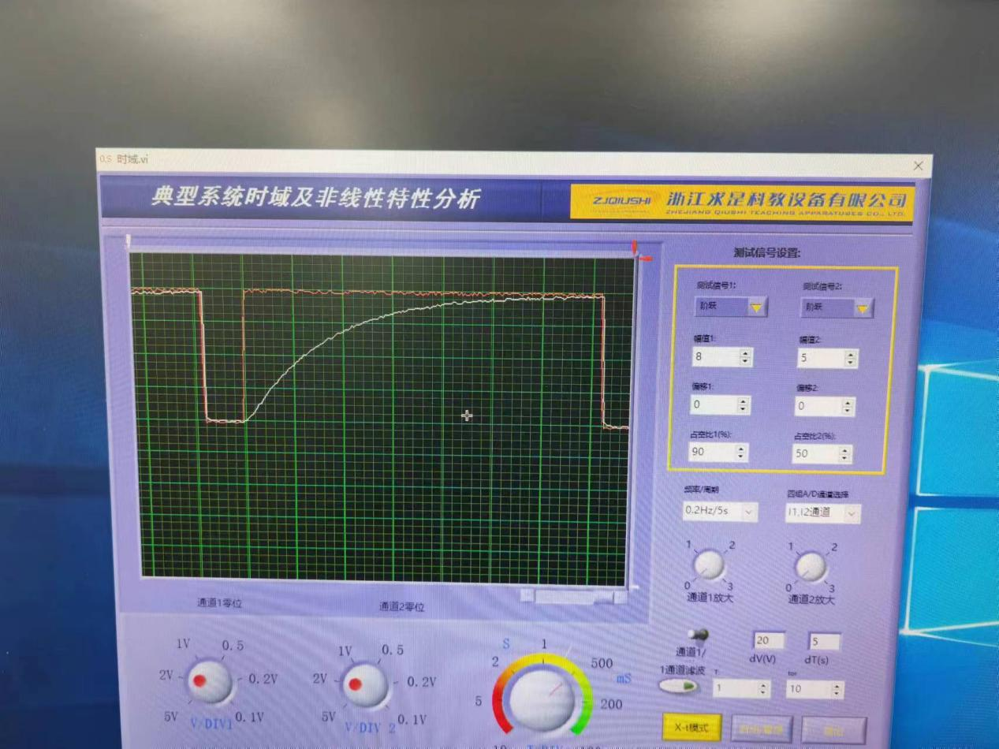 时域.vi
典型系统时域及非线性特性分析
ZJQIUSHI 浙江求是科教设备有限公司
ZHEJIANG QIUSHI TEACHING APPARATUSES CO., LTD.
测试信号设置:
测试信号1: 测试信号2:
阶跃 阶跃
幅值1: 幅值2:
8 5
偏移1: 偏移2:
0 0
占空比1(%): 占空比2(%):
90 50
频率/周期 四组A/D通道选择
0.2Hz/5s I1,I2通道
1 2 1 2
0 3 0 3
通道1放大 通道2放大
通道1零位 通道2零位
20 5
通道1/ dV(V) dT(s)
1通道滤波 T
1 10
X-t模式
1V 0.5 1V 0.5 S 1
2V 0.2V 2V 0.2V 2 500
mS
5V V/DIV1 0.1V 5V V/DIV 2 0.1V 5 200
10